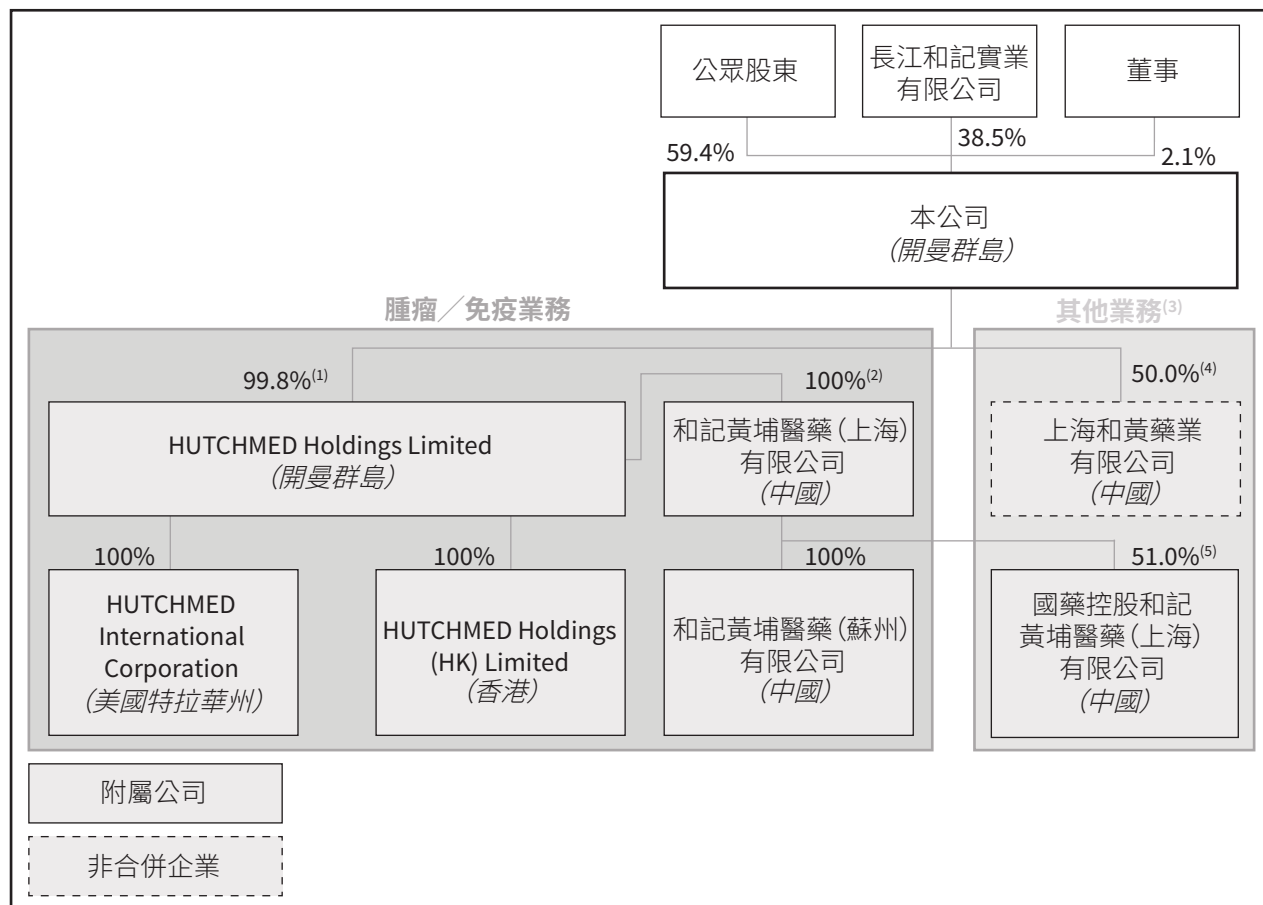 公眾股東
長江和記實業
有限公司
董事
59.4%
38.5%
2.1%
本公司
（開曼群島）
腫瘤／免疫業務
其他業務(3)
99.8%(1)
100%(2)
50.0%(4)
HUTCHMED Holdings Limited
（開曼群島）
和記黃埔醫藥（上海）
有限公司
（中國）
上海和黃藥業
有限公司
（中國）
100%
100%
100%
51.0%(5)
HUTCHMED
International
Corporation
（美國特拉華州）
HUTCHMED Holdings
(HK) Limited
（香港）
和記黃埔醫藥（蘇州）
有限公司
（中國）
國藥控股和記
黃埔醫藥（上海）
有限公司
（中國）
附屬公司
非合併企業